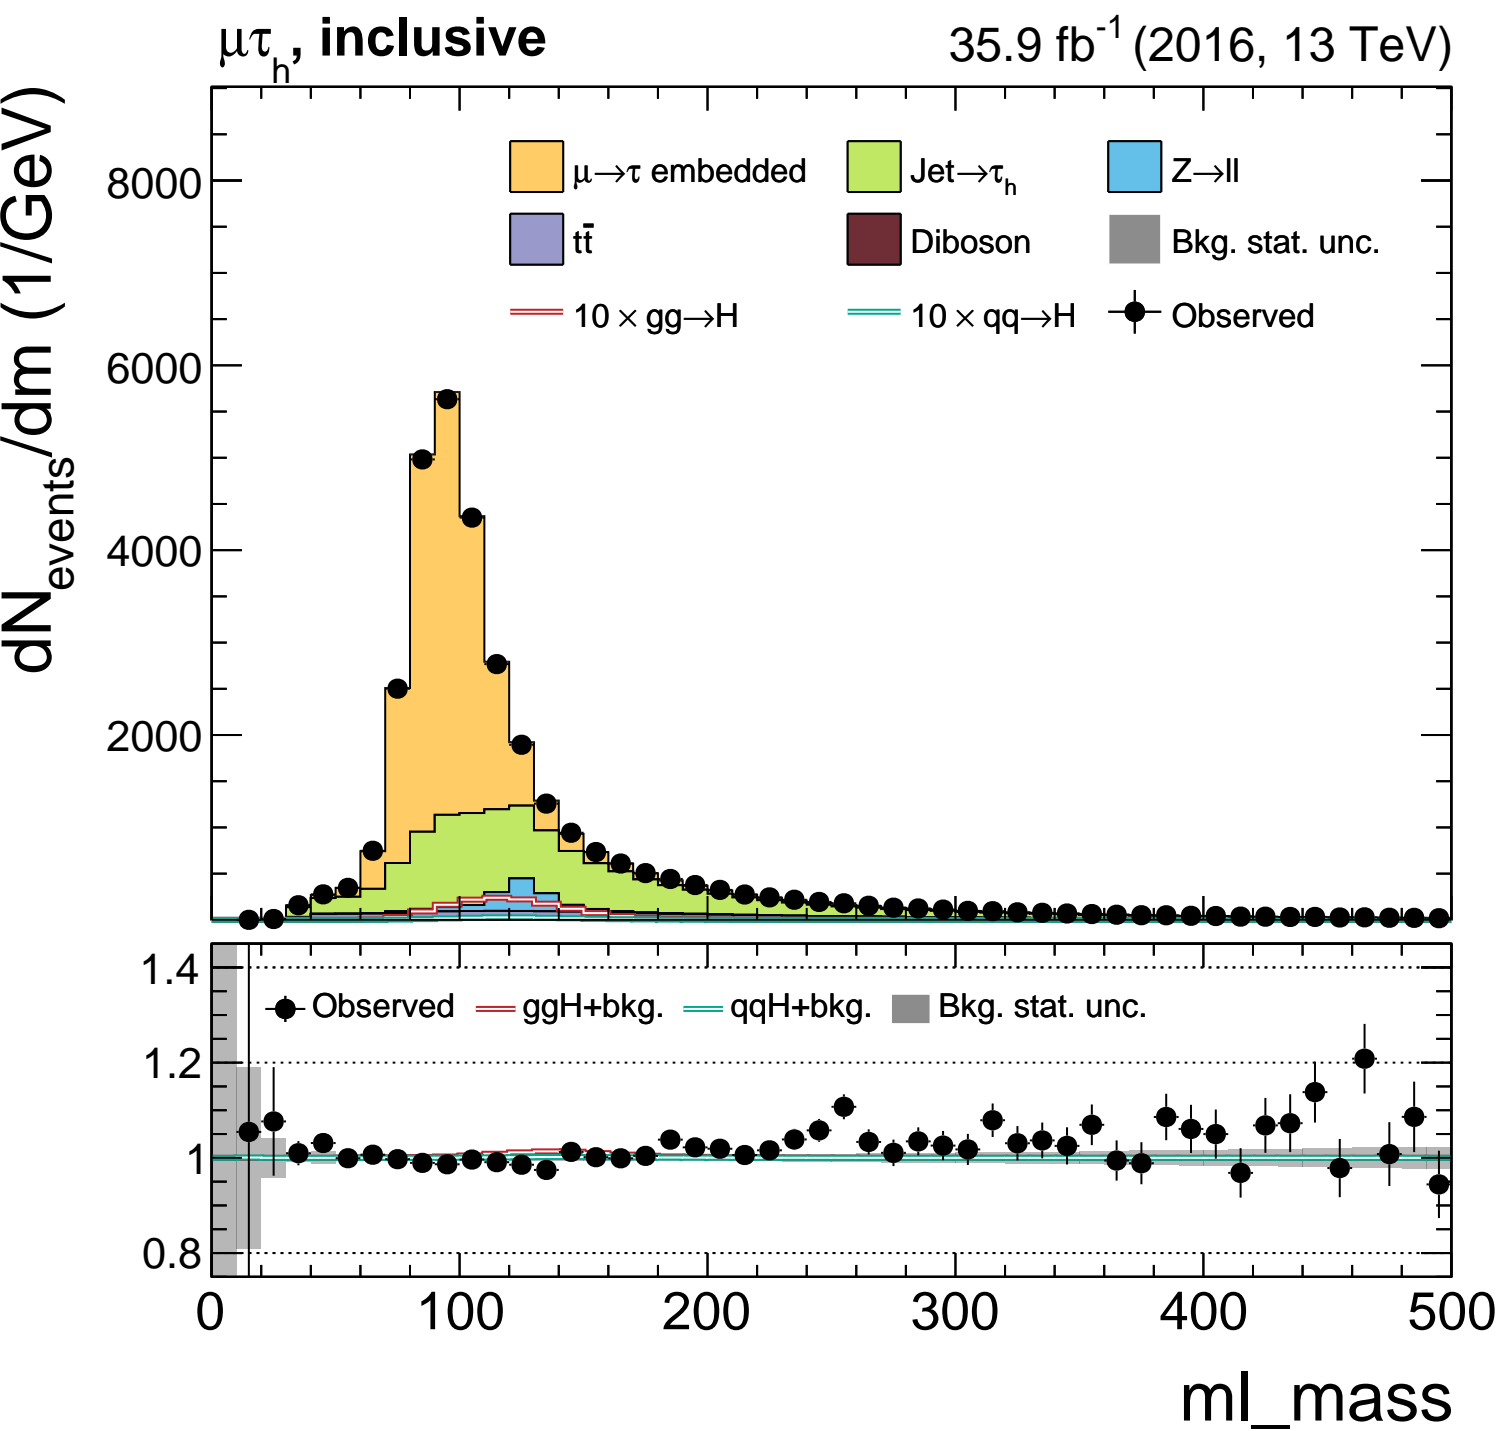 μτh, inclusive 35.9 fb⁻¹ (2016, 13 TeV)
dNevents/dm (1/GeV)
8000
6000
4000
2000
μ→τ embedded Jet→τh Z→ll
tt̄ Diboson Bkg. stat. unc.
10 × gg→H 10 × qq→H Observed
1.4
1.2
1
0.8
Observed ggH+bkg. qqH+bkg. Bkg. stat. unc.
0 100 200 300 400 500
ml_mass